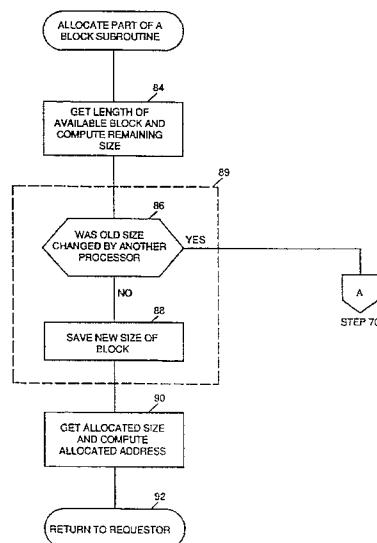 ALLOCATE PART OF A
BLOCK SUBROUTINE
84
GET LENGTH OF
AVAILABLE BLOCK AND
COMPUTE REMAINING
SIZE
89
86
WAS OLD SIZE
CHANGED BY ANOTHER
PROCESSOR
YES
A
STEP 70
NO
88
SAVE NEW SIZE OF
BLOCK
90
GET ALLOCATED SIZE
AND COMPUTE
ALLOCATED ADDRESS
92
RETURN TO REQUESTOR